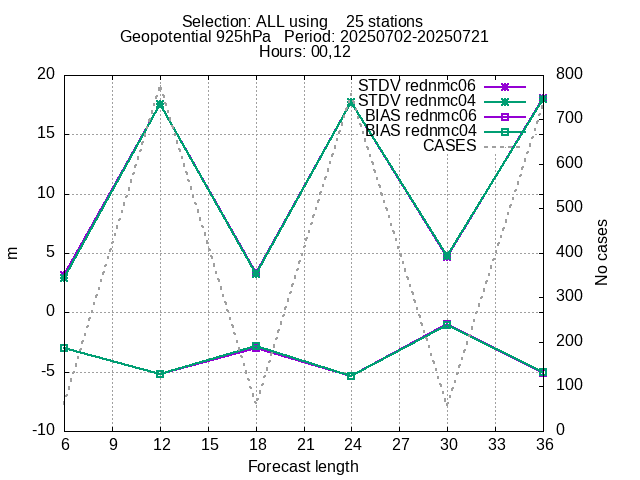 Selection: ALL using    25 stations
Geopotential 925hPa   Period: 20250702-20250721
Hours: 00,12
20
15
10
5
0
-5
-10
m
800
700
600
500
400
300
200
100
0
No cases
STDV rednmc06
STDV rednmc04
BIAS rednmc06
BIAS rednmc04
CASES
6 9 12 15 18 21 24 27 30 33 36
Forecast length